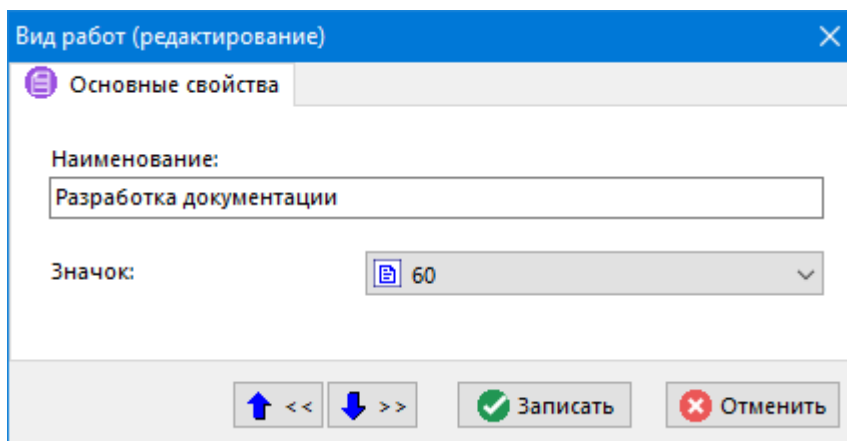 Вид работ (редактирование)
Основные свойства
Наименование:
Разработка документации
Значок: 60
<< >> Записать Отменить